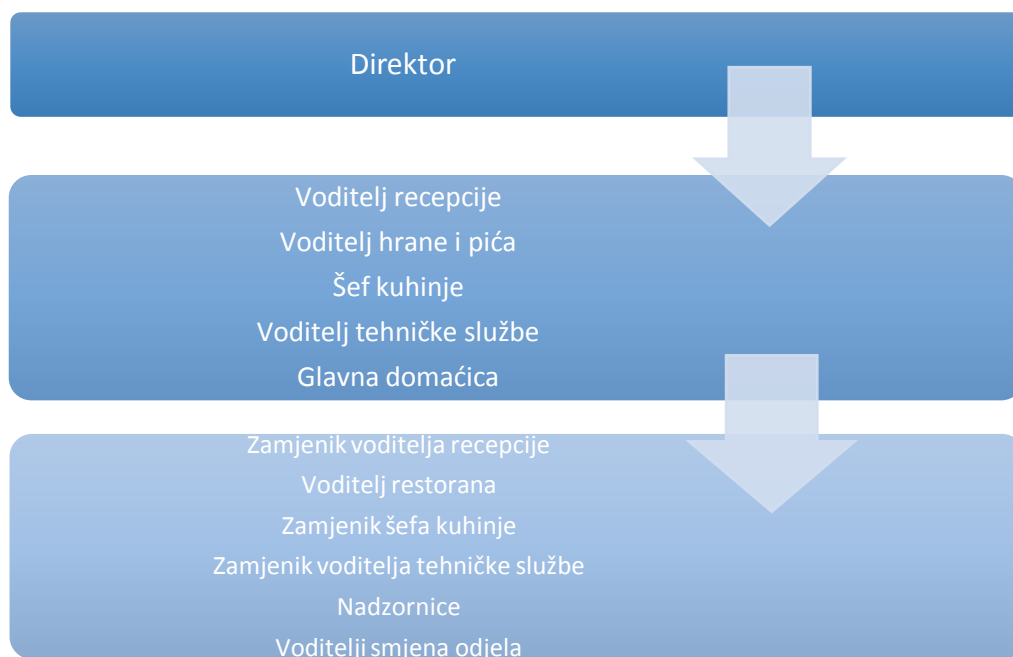 Direktor
Voditelj recepcije
Voditelj hrane i pića
Šef kuhinje
Voditelj tehničke službe
Glavna domaćica
Zamjenik voditelja recepcije
Voditelj restorana
Zamjenik šefa kuhinje
Zamjenik voditelja tehničke službe
Nadzornice
Voditelji smjena odjela